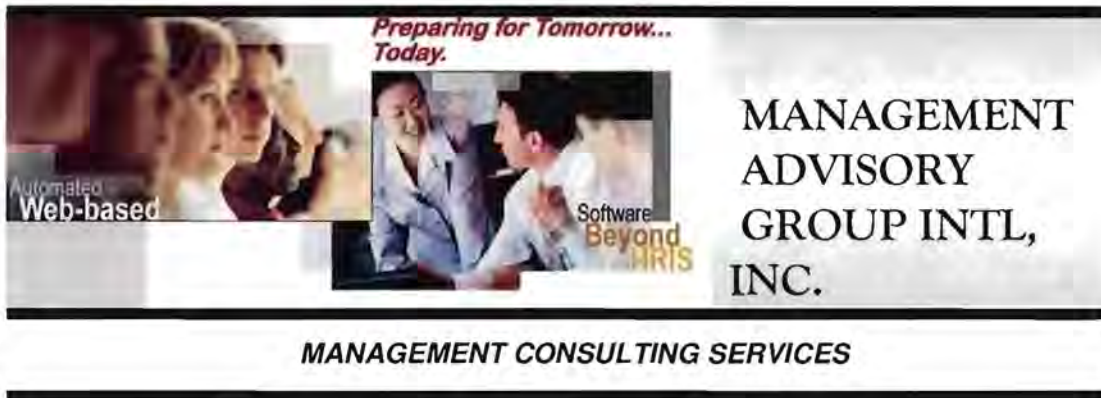 Preparing for Tomorrow...
Today.
Automated
Web-based
Software
Beyond
HRIS
MANAGEMENT
ADVISORY
GROUP INTL,
INC.
MANAGEMENT CONSULTING SERVICES